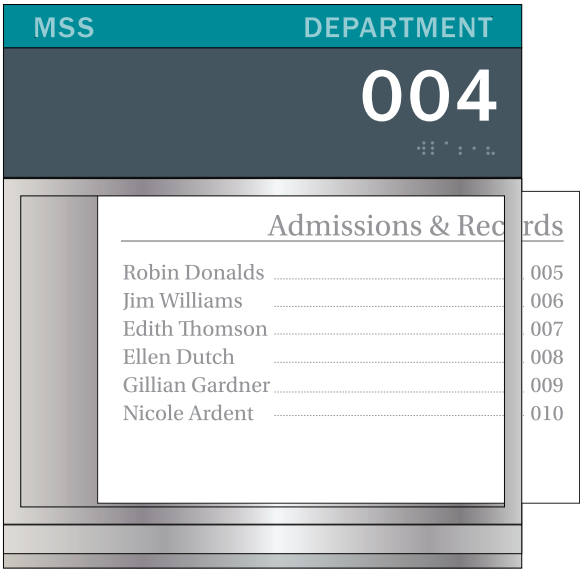 MSS DEPARTMENT
004
Admissions & Records
Robin Donalds 005
Jim Williams 006
Edith Thomson 007
Ellen Dutch 008
Gillian Gardner 009
Nicole Ardent 010